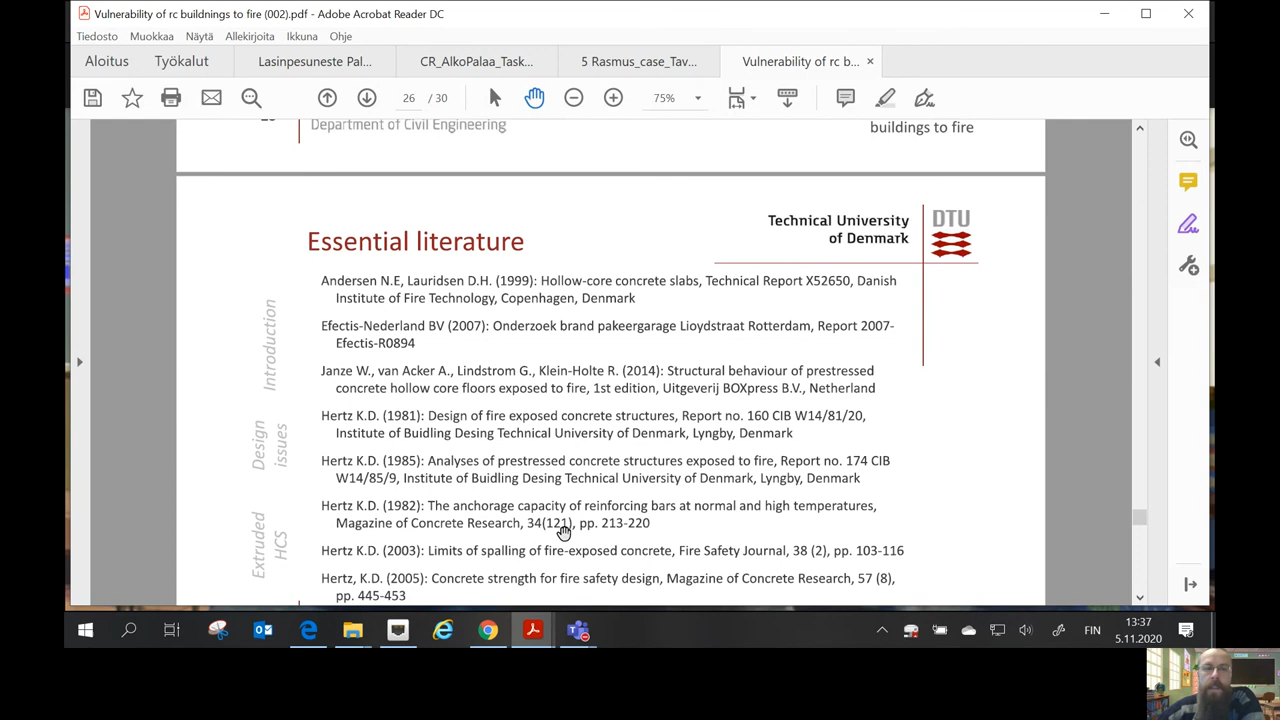 Vulnerability of rc buildnings to fire (002).pdf - Adobe Acrobat Reader DC
Tiedosto Muokkaa Näytä Allekirjoita Ikkuna Ohje
Aloitus Työkalut Lasinpesuneste Pal... CR_AlkoPalaa_Task... 5 Rasmus_case_Tav... Vulnerability of rc b...
26 / 30 75%
Department of Civil Engineering
buildings to fire
Technical University
of Denmark
DTU
Essential literature
Introduction
Design
issues
Extruded
HCS
Andersen N.E, Lauridsen D.H. (1999): Hollow-core concrete slabs, Technical Report X52650, Danish
Institute of Fire Technology, Copenhagen, Denmark
Efectis-Nederland BV (2007): Onderzoek brand pakeergarage Lioydstraat Rotterdam, Report 2007-
Efectis-R0894
Janze W., van Acker A., Lindstrom G., Klein-Holte R. (2014): Structural behaviour of prestressed
concrete hollow core floors exposed to fire, 1st edition, Uitgeverij BOXpress B.V., Netherland
Hertz K.D. (1981): Design of fire exposed concrete structures, Report no. 160 CIB W14/81/20,
Institute of Buidling Desing Technical University of Denmark, Lyngby, Denmark
Hertz K.D. (1985): Analyses of prestressed concrete structures exposed to fire, Report no. 174 CIB
W14/85/9, Institute of Buidling Desing Technical University of Denmark, Lyngby, Denmark
Hertz K.D. (1982): The anchorage capacity of reinforcing bars at normal and high temperatures,
Magazine of Concrete Research, 34(121), pp. 213-220
Hertz K.D. (2003): Limits of spalling of fire-exposed concrete, Fire Safety Journal, 38 (2), pp. 103-116
Hertz, K.D. (2005): Concrete strength for fire safety design, Magazine of Concrete Research, 57 (8),
pp. 445-453
FIN
13:37
5.11.2020